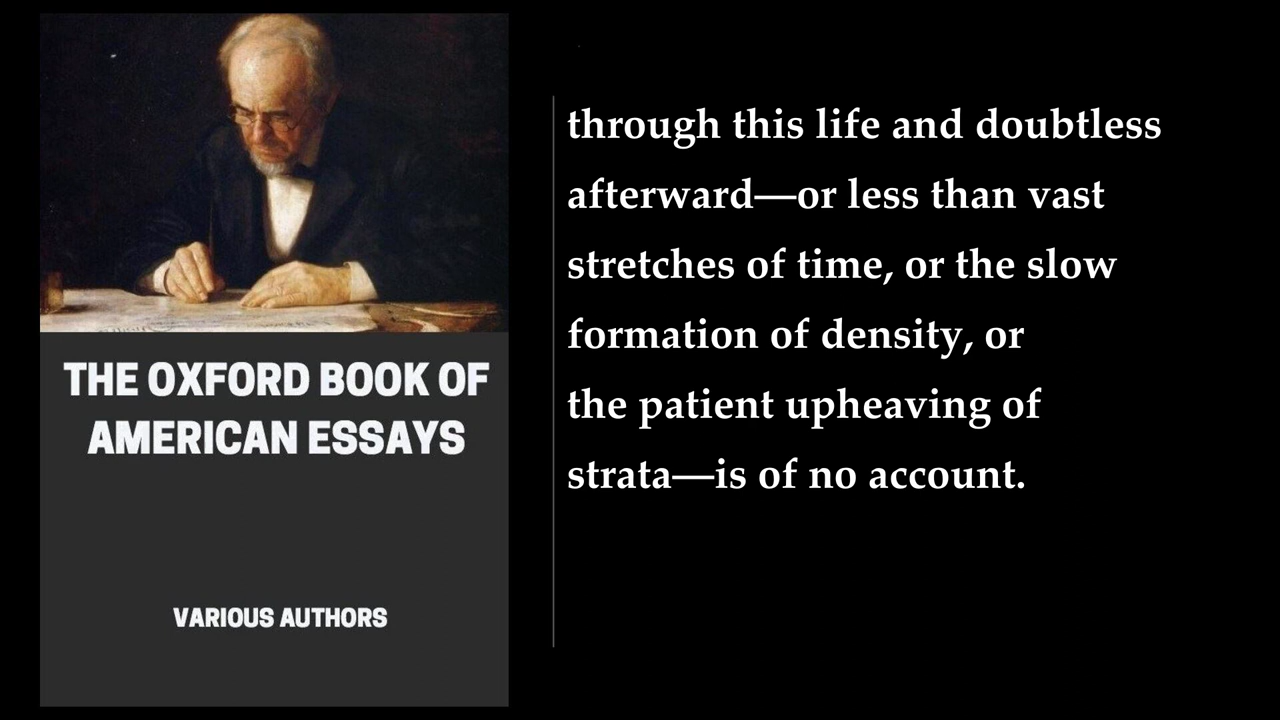 THE OXFORD BOOK OF
AMERICAN ESSAYS
VARIOUS AUTHORS
through this life and doubtless
afterward—or less than vast
stretches of time, or the slow
formation of density, or
the patient upheaving of
strata—is of no account.